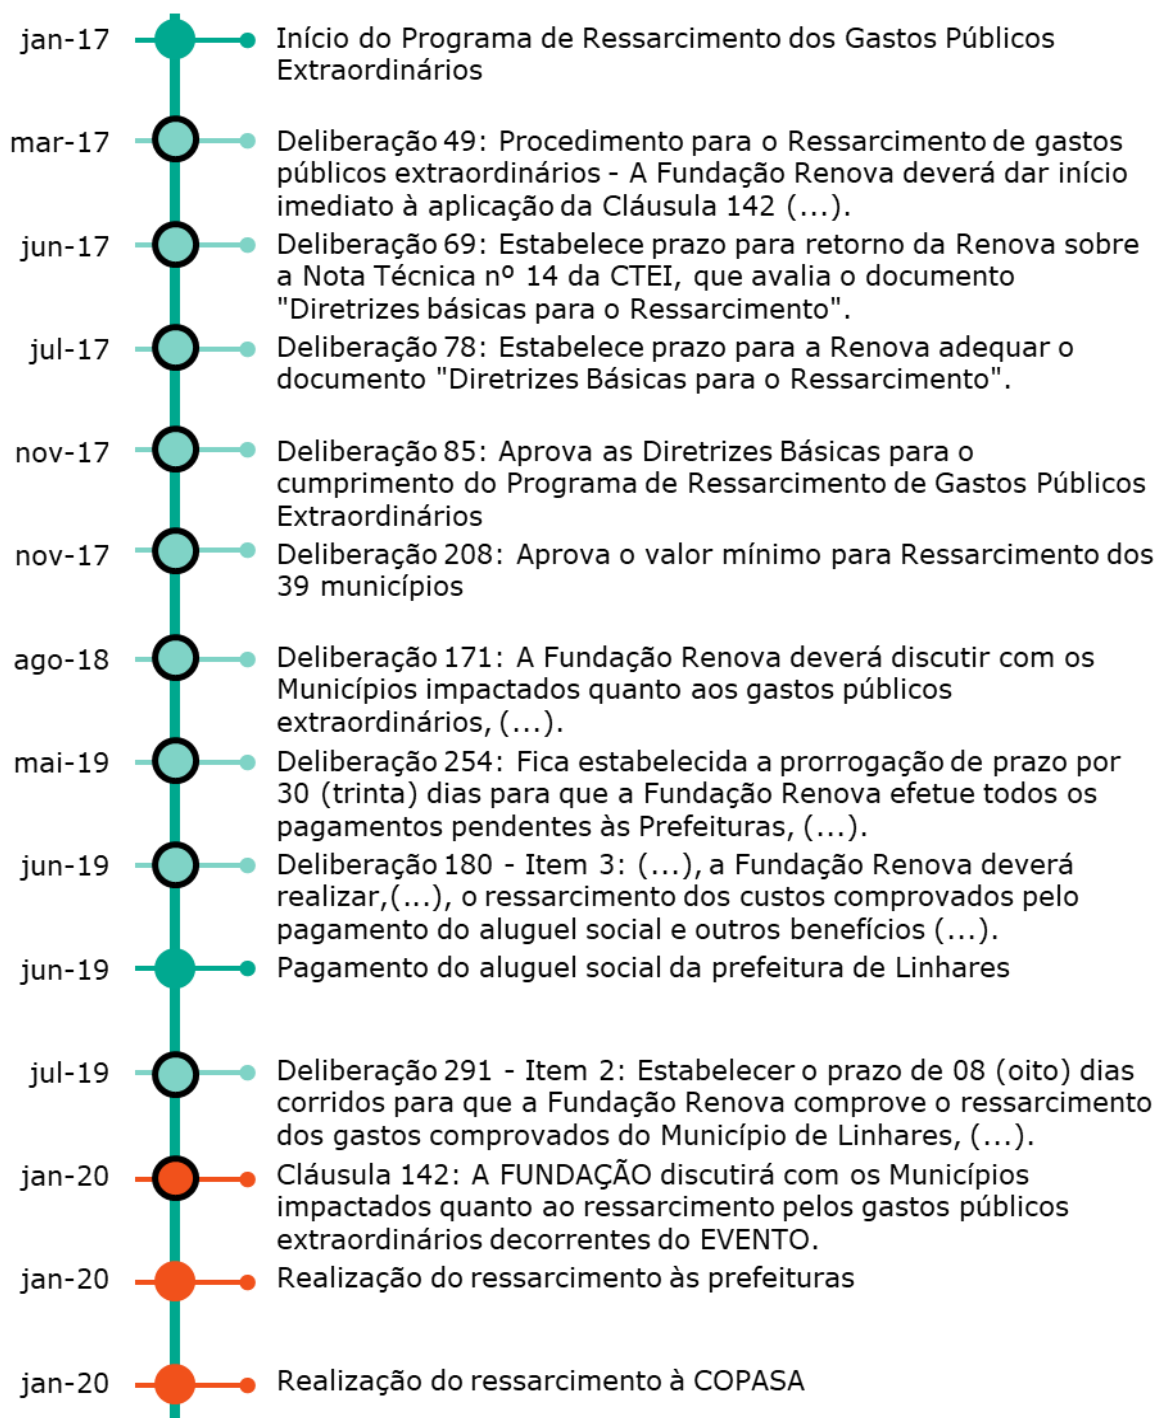 jan-17 Início do Programa de Ressarcimento dos Gastos Públicos
Extraordinários
mar-17 Deliberação 49: Procedimento para o Ressarcimento de gastos
públicos extraordinários - A Fundação Renova deverá dar início
imediato à aplicação da Cláusula 142 (...).
jun-17 Deliberação 69: Estabelece prazo para retorno da Renova sobre
a Nota Técnica nº 14 da CTEI, que avalia o documento
"Diretrizes básicas para o Ressarcimento".
jul-17 Deliberação 78: Estabelece prazo para a Renova adequar o
documento "Diretrizes Básicas para o Ressarcimento".
nov-17 Deliberação 85: Aprova as Diretrizes Básicas para o
cumprimento do Programa de Ressarcimento de Gastos Públicos
Extraordinários
nov-17 Deliberação 208: Aprova o valor mínimo para Ressarcimento dos
39 municípios
ago-18 Deliberação 171: A Fundação Renova deverá discutir com os
Municípios impactados quanto aos gastos públicos
extraordinários, (...).
mai-19 Deliberação 254: Fica estabelecida a prorrogação de prazo por
30 (trinta) dias para que a Fundação Renova efetue todos os
pagamentos pendentes às Prefeituras, (...).
jun-19 Deliberação 180 - Item 3: (...), a Fundação Renova deverá
realizar,(...), o ressarcimento dos custos comprovados pelo
pagamento do aluguel social e outros benefícios (...).
jun-19 Pagamento do aluguel social da prefeitura de Linhares
jul-19 Deliberação 291 - Item 2: Estabelecer o prazo de 08 (oito) dias
corridos para que a Fundação Renova comprove o ressarcimento
dos gastos comprovados do Município de Linhares, (...).
jan-20 Cláusula 142: A FUNDAÇÃO discutirá com os Municípios
impactados quanto ao ressarcimento pelos gastos públicos
extraordinários decorrentes do EVENTO.
jan-20 Realização do ressarcimento às prefeituras
jan-20 Realização do ressarcimento à COPASA